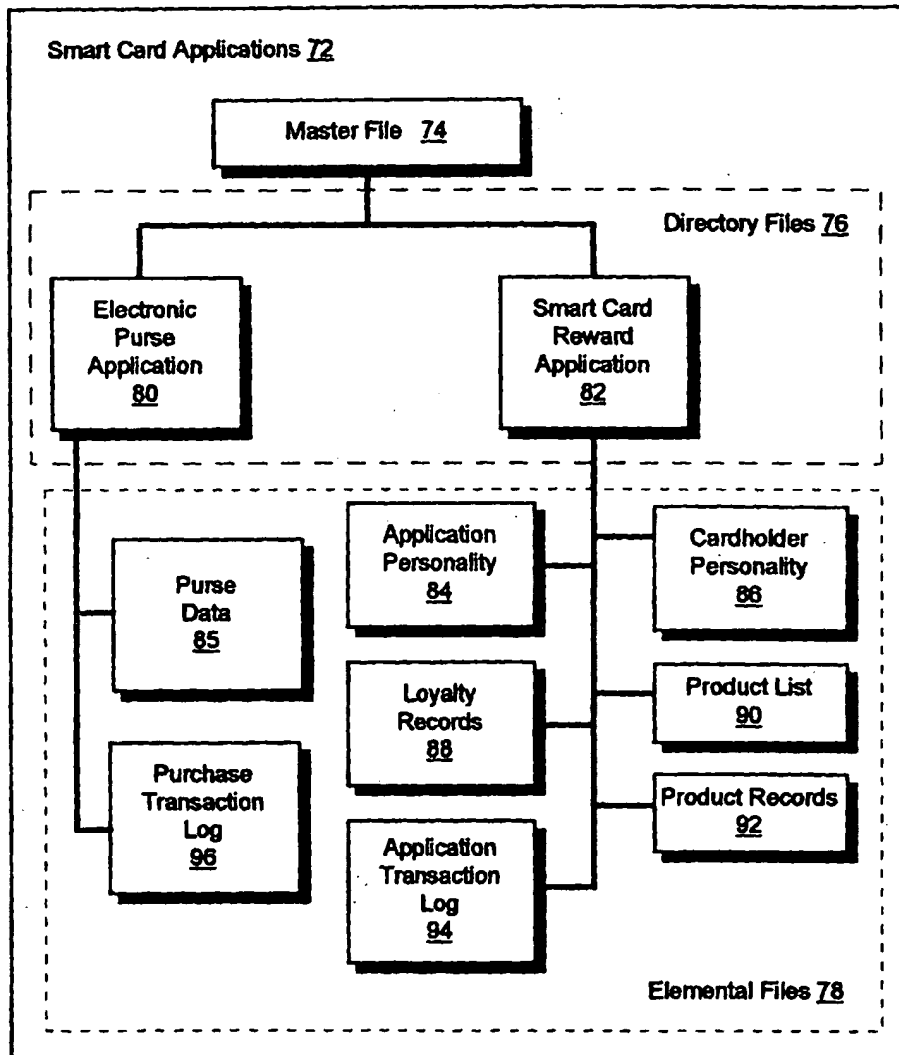 Smart Card Applications 72
Master File 74
Directory Files 76
Electronic
Purse
Application
80
Smart Card
Reward
Application
82
Application
Personality
84
Cardholder
Personality
86
Purse
Data
85
Loyalty
Records
88
Product List
90
Purchase
Transaction
Log
96
Product Records
92
Application
Transaction
Log
94
Elemental Files 78